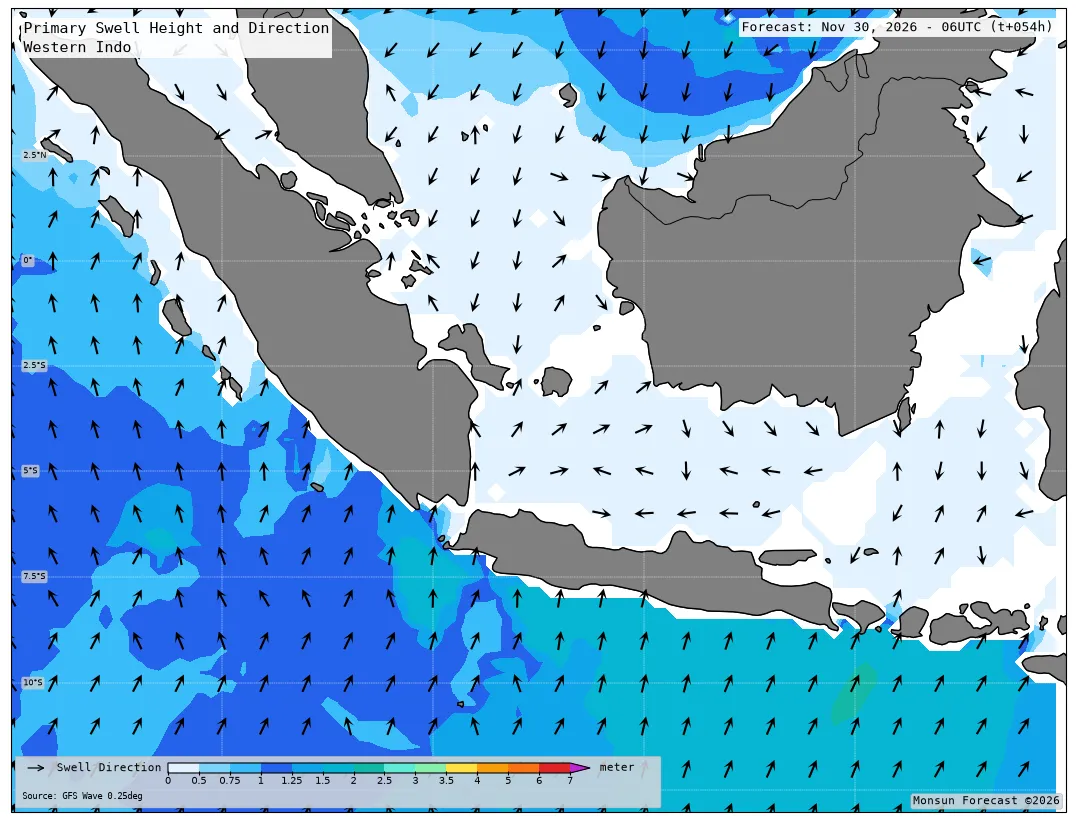 Primary Swell Height and Direction
Western Indo
Forecast: Nov 30, 2026 - 06UTC (t+054h)
2.5°N
0°
2.5°S
5°S
7.5°S
10°S
Swell Direction
0 0.5 0.75 1 1.25 1.5 2 2.5 3 3.5 4 5 6 7
meter
Source: GFS Wave 0.25deg
Monsun Forecast ©2026